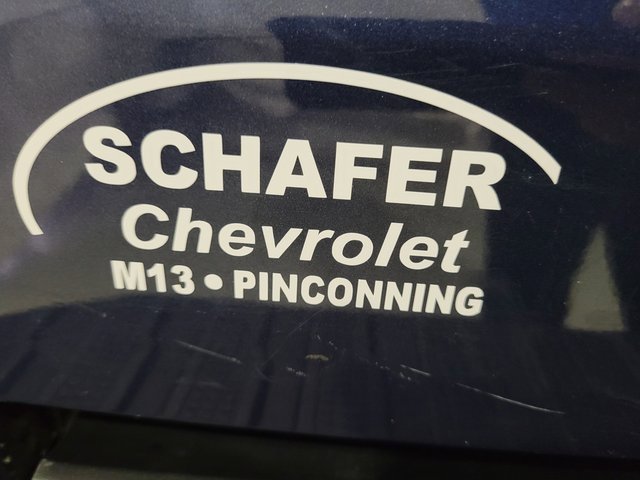 SCHAFER
Chevrolet
M13 • PINCONNING